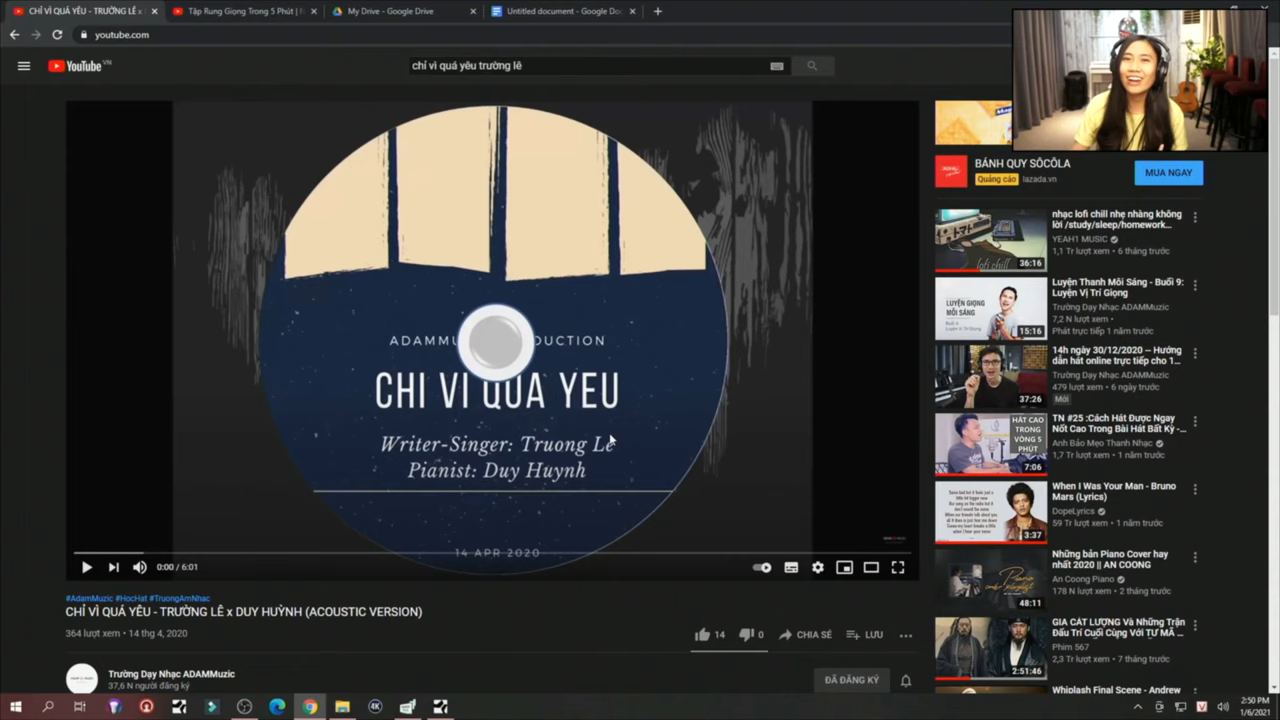 CHỈ VÌ QUÁ YÊU - TRƯỜNG LÊ x
Tập Rung Giọng Trong 5 Phút |
My Drive - Google Drive
Untitled document - Google Doc
youtube.com
YouTube VN
chỉ vì quá yêu trường lê
BÁNH QUY SÔCÔLA
Quảng cáo lazada.vn
MUA NGAY
nhạc lofi chill nhẹ nhàng không
lời /study/sleep/homework...
YEAH1 MUSIC
1,1 Tr lượt xem • 6 tháng trước
lofi chill
36:16
Luyện Thanh Mỗi Sáng - Buổi 9:
Luyện Vị Trí Giọng
Trường Dạy Nhạc ADAMMuzic
7,2 N lượt xem •
Phát trực tiếp 1 năm trước
LUYỆN GIỌNG
MỖI SÁNG
15:16
14h ngày 30/12/2020 – Hướng
dẫn hát online trực tiếp cho 1...
Trường Dạy Nhạc ADAMMuzic
479 lượt xem • 6 ngày trước
Mới
37:26
TN #25 :Cách Hát Được Ngay
Nốt Cao Trong Bài Hát Bất Kỳ -...
Anh Bảo Mẹo Thanh Nhạc
1,7 Tr lượt xem • 1 năm trước
HÁT CAO
TRONG
VÒNG 5
PHÚT
7:06
When I Was Your Man - Bruno
Mars (Lyrics)
DopeLyrics
59 Tr lượt xem • 1 năm trước
3:37
Những bản Piano Cover hay
nhất 2020 || AN COONG
An Coong Piano
178 N lượt xem • 2 tháng trước
48:11
GIA CÁT LƯỢNG Và Những Trận
Đấu Trí Cuối Cùng Với TƯ MÃ ...
Phim 567
2,3 Tr lượt xem • 7 tháng trước
2:51:46
Whiplash Final Scene - Andrew
CHI VI QUA YEU
Writer-Singer: Truong Le
Pianist: Duy Huynh
14 APR 2020
0:00 / 6:01
#AdamMuzic #HocHat #TruongAmNhac
CHỈ VÌ QUÁ YÊU - TRƯỜNG LÊ x DUY HUỲNH (ACOUSTIC VERSION)
364 lượt xem • 14 thg 4, 2020
14
0
CHIA SẺ
LƯU
Trường Dạy Nhạc ADAMMuzic
37,6 N người đăng ký
ĐÃ ĐĂNG KÝ
4K
V
2:50 PM
1/6/2021